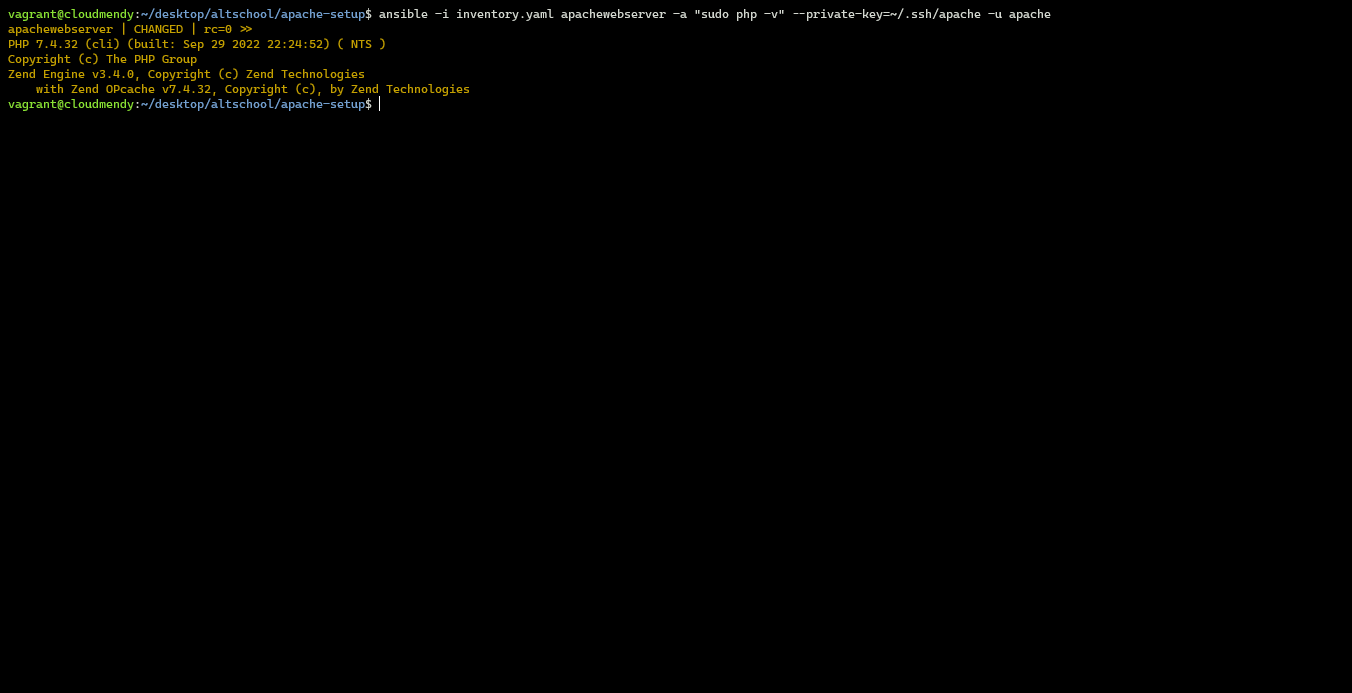 vagrant@cloudmendy:~/desktop/altschool/apache-setup$ ansible -i inventory.yaml apachewebserver -a "sudo php -v" --private-key=~/.ssh/apache -u apache
apachewebserver | CHANGED | rc=0 >>
PHP 7.4.32 (cli) (built: Sep 29 2022 22:24:52) ( NTS )
Copyright (c) The PHP Group
Zend Engine v3.4.0, Copyright (c) Zend Technologies
    with Zend OPcache v7.4.32, Copyright (c), by Zend Technologies
vagrant@cloudmendy:~/desktop/altschool/apache-setup$